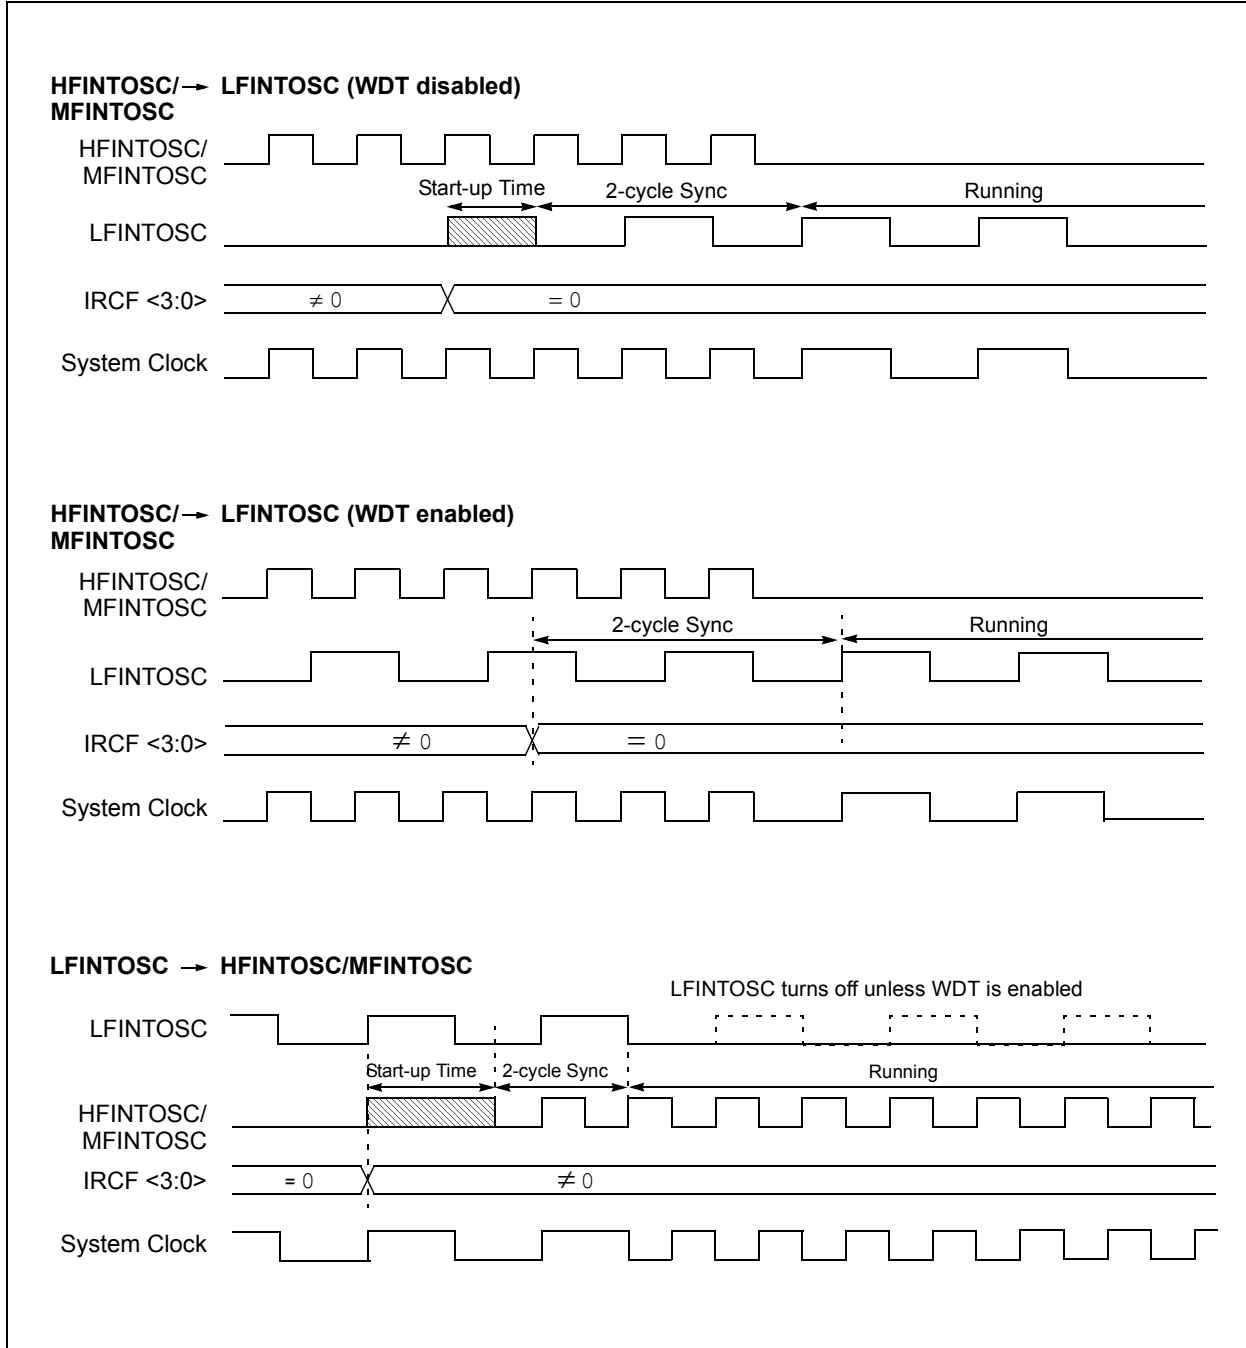 HFINTOSC/→ LFINTOSC (WDT disabled)
MFINTOSC
HFINTOSC/
MFINTOSC
Start-up Time 2-cycle Sync Running
LFINTOSC
IRCF <3:0> ≠ 0 = 0
System Clock
HFINTOSC/→ LFINTOSC (WDT enabled)
MFINTOSC
HFINTOSC/
MFINTOSC
2-cycle Sync Running
LFINTOSC
IRCF <3:0> ≠ 0 = 0
System Clock
LFINTOSC → HFINTOSC/MFINTOSC
LFINTOSC turns off unless WDT is enabled
LFINTOSC
Start-up Time 2-cycle Sync Running
HFINTOSC/
MFINTOSC
IRCF <3:0> = 0 ≠ 0
System Clock